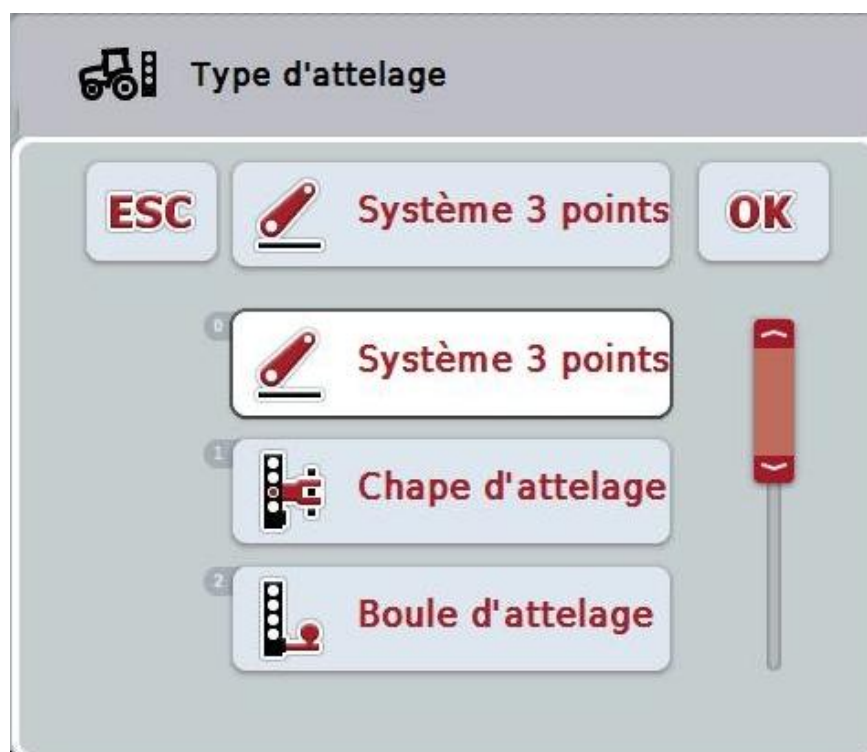 Type d'attelage
ESC
Système 3 points
OK
0
Système 3 points
1
Chape d'attelage
2
Boule d'attelage